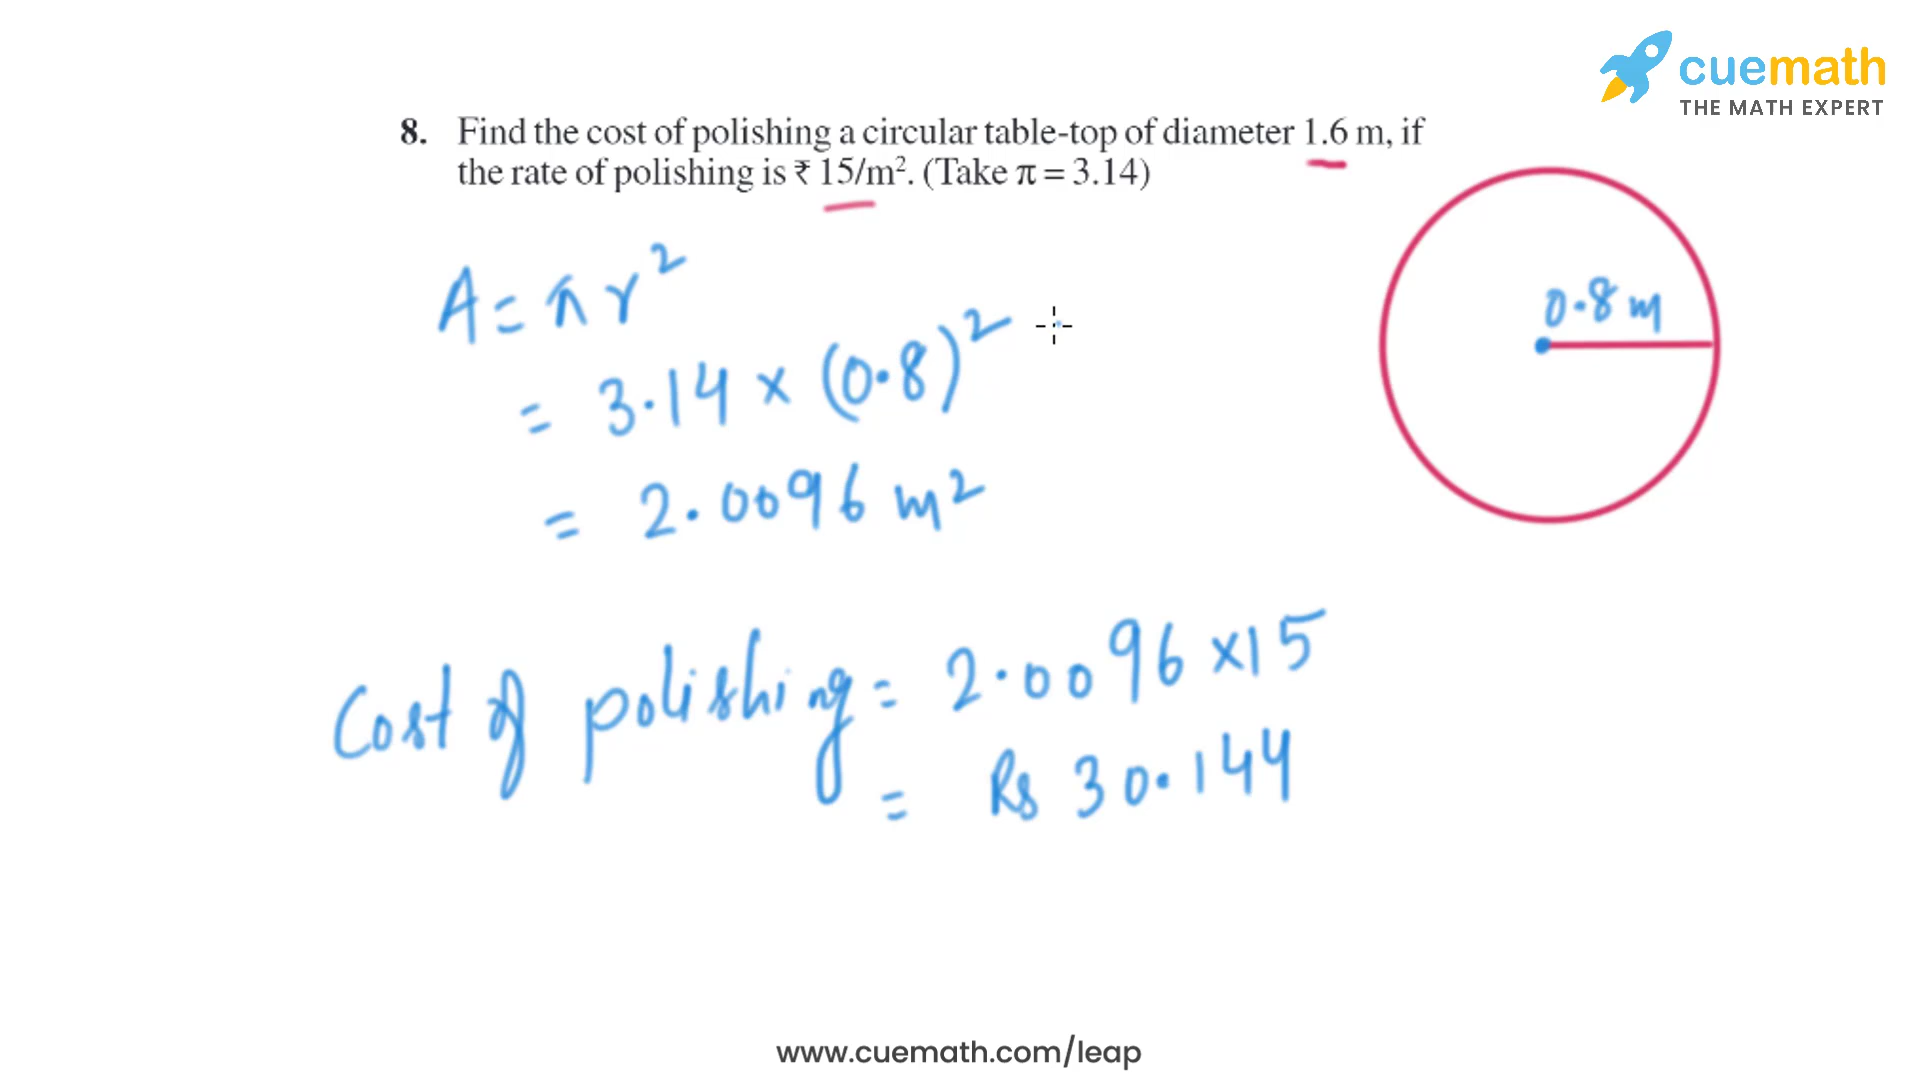 cuemath
THE MATH EXPERT
8. Find the cost of polishing a circular table-top of diameter 1.6 m, if
the rate of polishing is ₹ 15/m². (Take π = 3.14)
A = π r²
= 3.14 × (0.8)²
= 2.0096 m²
0.8 m
Cost of polishing = 2.0096 × 15
= Rs 30.144
www.cuemath.com/leap